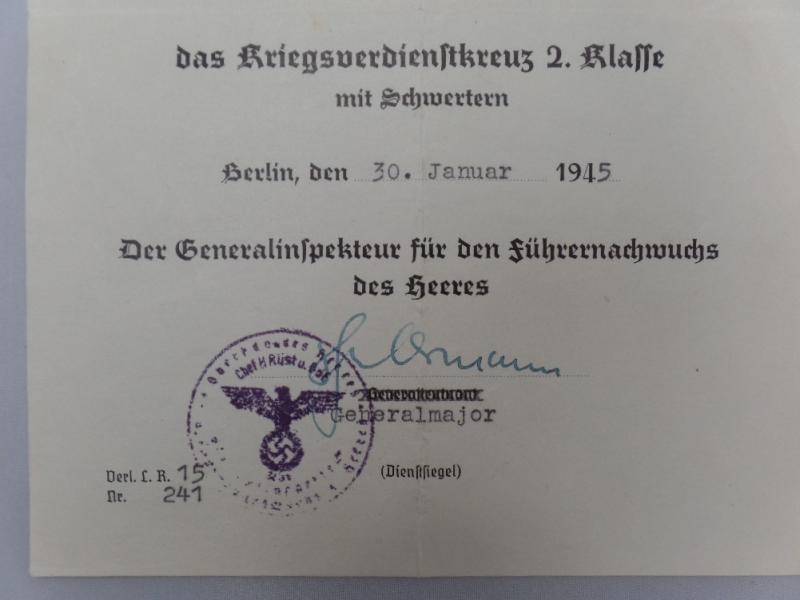 das Kriegsverdienstkreuz 2. Klasse
mit Schwertern
Berlin, den 30. Januar 1945
Der Generalinspekteur für den Führernachwuchs
des Heeres
Generalleutnant
Generalmajor
Chef H Rüst u.
(Dienstsiegel)
Verl. L. R. 15
Nr. 241